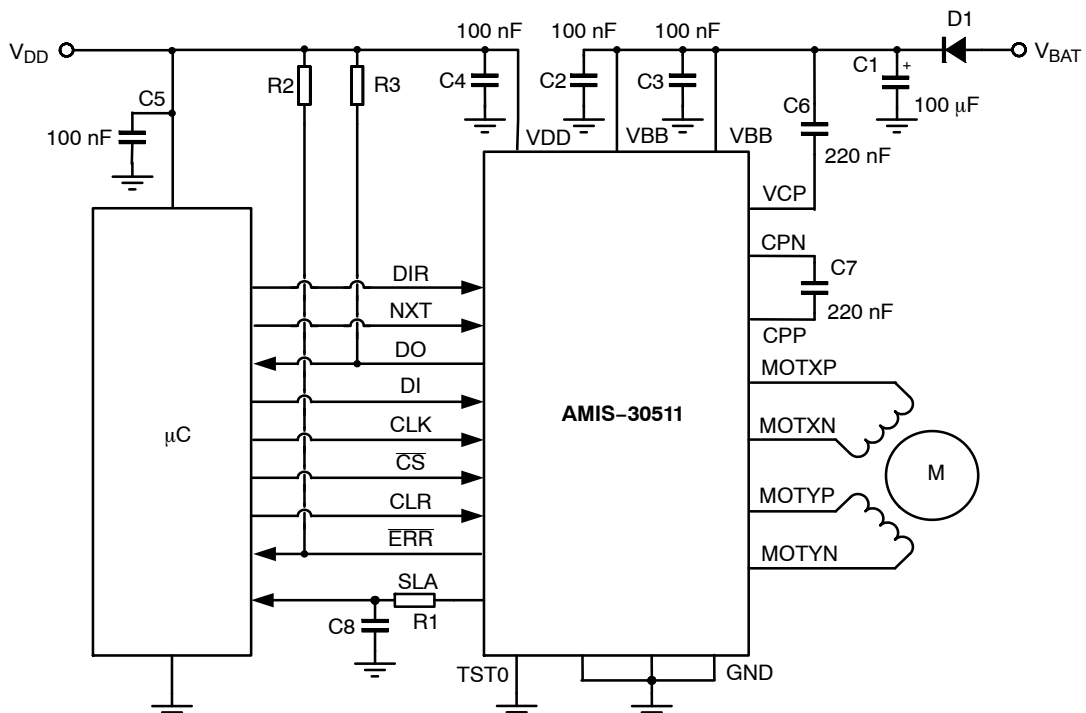 100 nF 100 nF 100 nF D1
VDD VBAT
C5 R2 R3 C4 C2 C3 C1 +
C6 100 μF
100 nF VDD VBB VBB
220 nF
VCP
CPN
DIR C7
NXT 220 nF
CPP
DO
MOTXP
DI
μC CLK AMIS–30511 MOTXN
CS
M
CLR MOTYP
ERR
MOTYN
SLA
C8 R1
TST0 GND